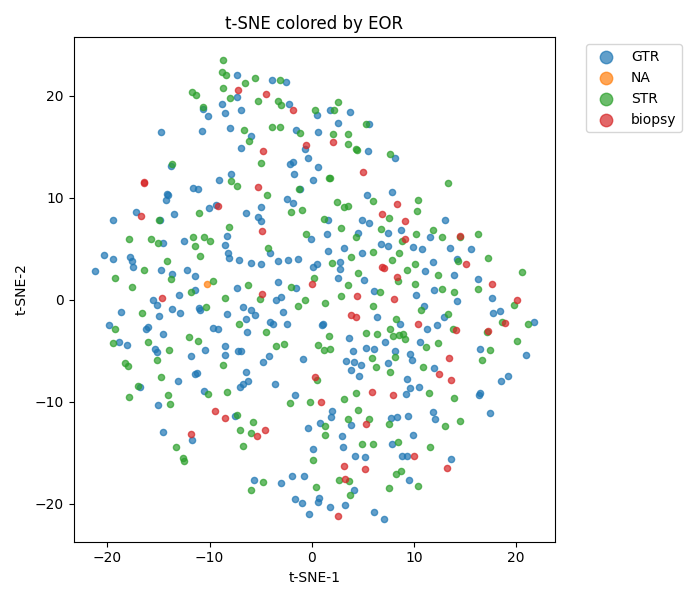 t-SNE colored by EOR
GTR
NA
STR
biopsy
t-SNE-2
20
10
0
−10
−20
−20
−10
0
10
20
t-SNE-1